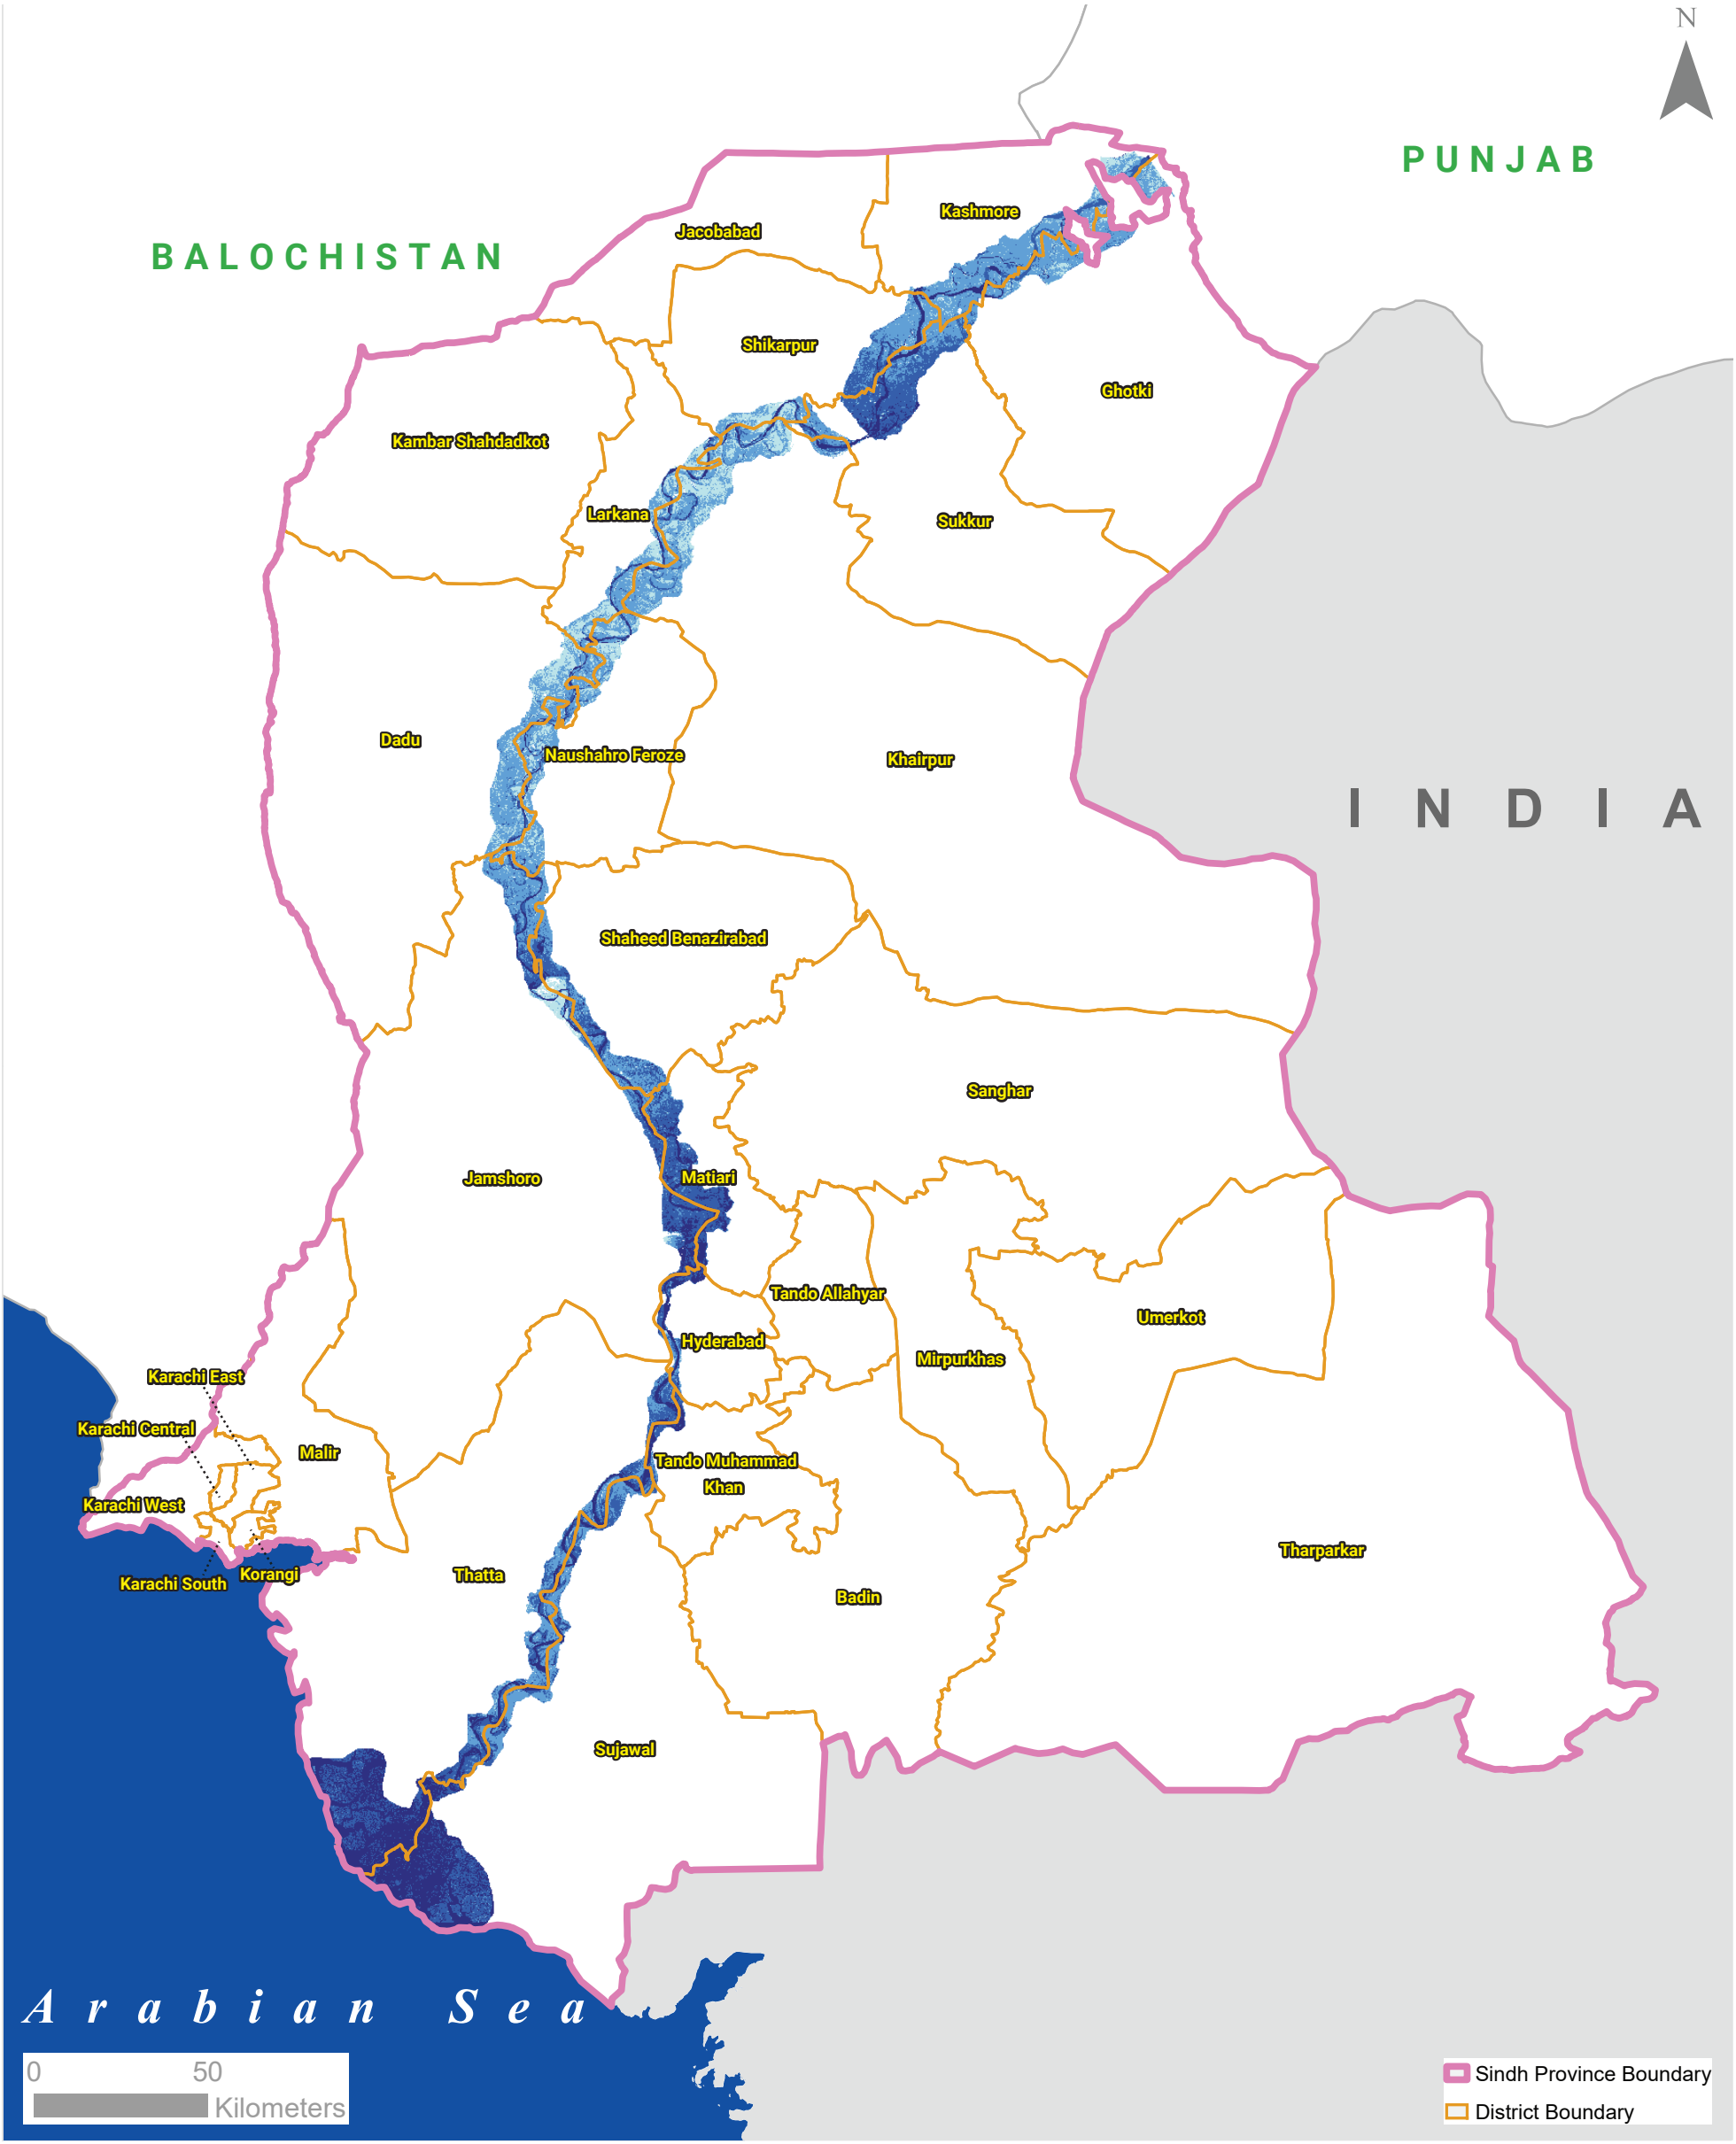 N
PUNJAB
BALOCHISTAN
Kashmore
Jacobabad
Shikarpur
Ghotki
Kambar Shahdadkot
Larkana
Sukkur
Dadu
Naushahro Feroze
Khairpur
INDIA
Shaheed Benazirabad
Sanghar
Jamshoro
Matiari
Tando Allahyar
Umerkot
Hyderabad
Mirpurkhas
Karachi East
Karachi Central
Malir
Tando Muhammad
Khan
Karachi West
Tharparkar
Korangi
Thatta
Karachi South
Badin
Sujawal
Arabian Sea
0 50
Kilometers
Sindh Province Boundary
District Boundary